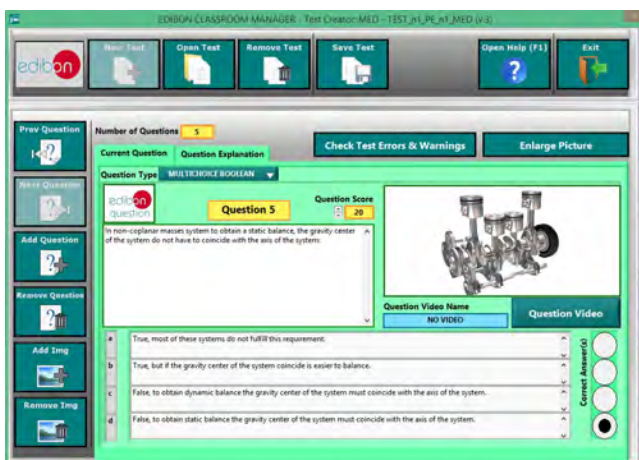 EDIBON CLASSROOM MANAGER - Test Creator-MED - TEST_n1_PE_n1_MED (v.3)
edibon
New Test
Open Test
Remove Test
Save Test
Open Help (F1)
Exit
Prev Question
Next Question
Add Question
Remove Question
Add Img
Remove Img
Number of Questions 5
Check Test Errors & Warnings
Enlarge Picture
Current Question
Question Explanation
Question Type MULTICHOICE BOOLEAN
edibon
question
Question 5
Question Score
20
In non-coplanar masses system to obtain a static balance, the gravity center
of the system do not have to coincide with the axis of the system:
Question Video Name
NO VIDEO
Question Video
a True, most of these systems do not fulfill this requirement.
b True, but if the gravity center of the system coincide is easier to balance.
c False, to obtain dynamic balance the gravity center of the system must coincide with the axis of the system.
d False, to obtain static balance the gravity center of the system must coincide with the axis of the system.
Correct Answer(s)